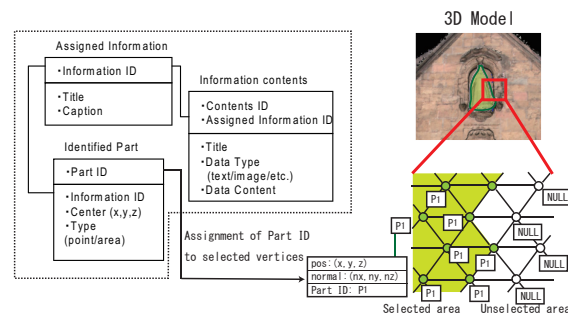 3D Model
Assigned Information
・Information ID
・Title
・Caption
Information contents
・Contents ID
・Assigned Information ID
・Title
・Data Type
(text/image/etc.)
・Data Content
Identified Part
・Part ID
・Information ID
・Center (x,y,z)
・Type
(point/area)
Assignment of Part ID
to selected vertices
P1
pos:(x, y, z)
normal:(nx, ny, nz)
Part ID: P1
P1
NULL
P1
NULL
P1
P1
NULL
P1
P1
NULL
Selected area
Unselected area